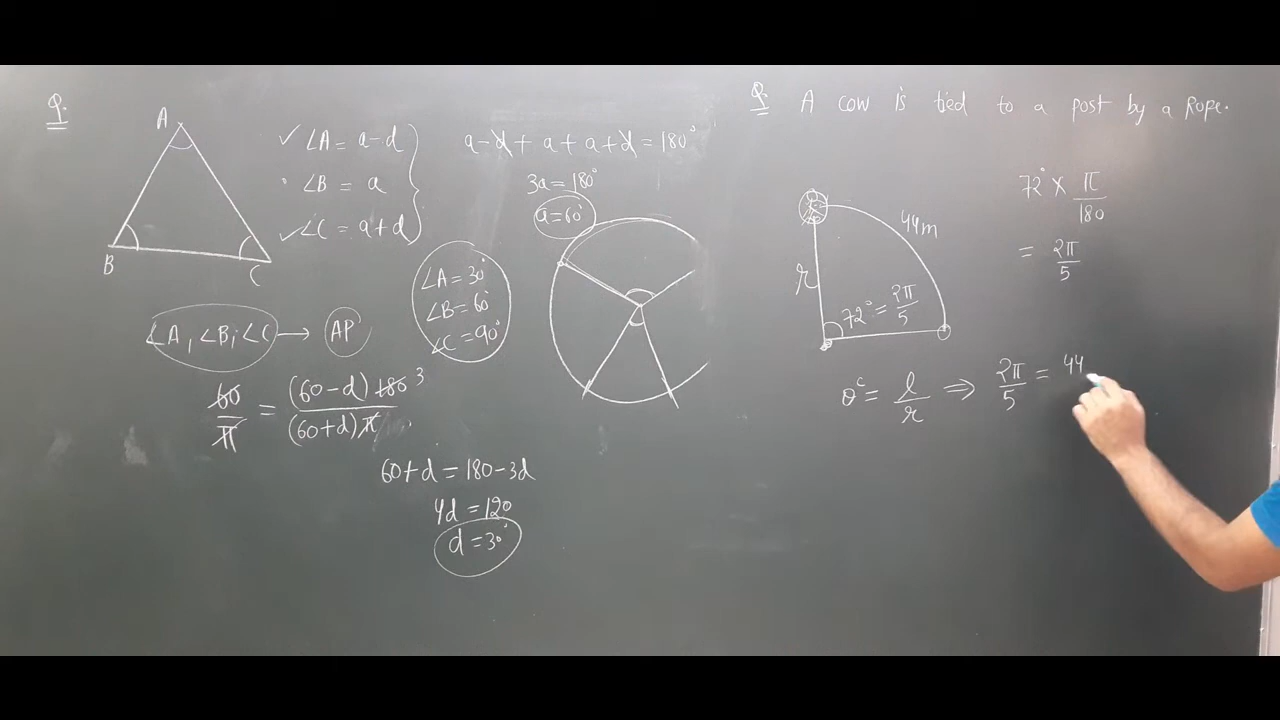 Q.
A
B
C
∠A = a-d
∠B = a
∠C = a+d
a-d + a + a+d = 180°
3a = 180°
a = 60°
∠A = 30°
∠B = 60°
∠C = 90°
∠A, ∠B, ∠C → AP
60/π = (60-d)180/(60+d)π 3
60+d = 180-3d
4d = 120
d = 30°
Q. A cow is tied to a post by a Rope.
44m
r
72° = 2π/5
72° × π/180
= 2π/5
θᶜ = l/r ⇒ 2π/5 = 44